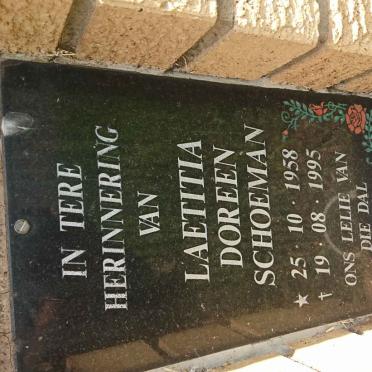 IN TERE
HERINNERING
VAN
LAETITIA
DOREEN
SCHOEMAN
★ 25 · 10 · 1958
† 19 · 08 · 1995
ONS LELIE VAN
DIE DAL